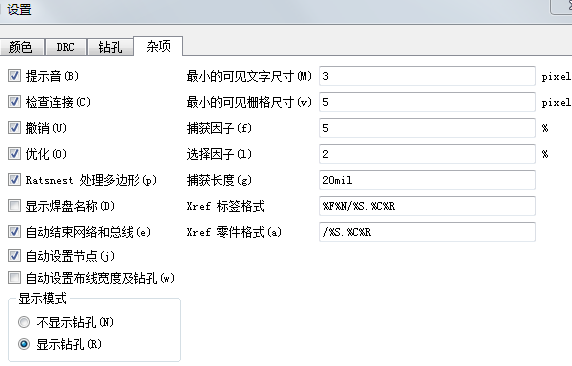 设置
颜色 DRC 钻孔 杂项
提示音(B) 最小的可见文字尺寸(M) 3 pixel
检查连接(C) 最小的可见栅格尺寸(v) 5 pixel
撤销(U) 捕获因子(f) 5 %
优化(O) 选择因子(l) 2 %
Ratsnest 处理多边形(p) 捕获长度(g) 20mil
显示焊盘名称(D) Xref 标签格式 %F%N/%S.%C%R
自动结束网络和总线(e) Xref 零件格式(a) /%S.%C%R
自动设置节点(j)
自动设置布线宽度及钻孔(w)
显示模式
不显示钻孔(N)
显示钻孔(R)